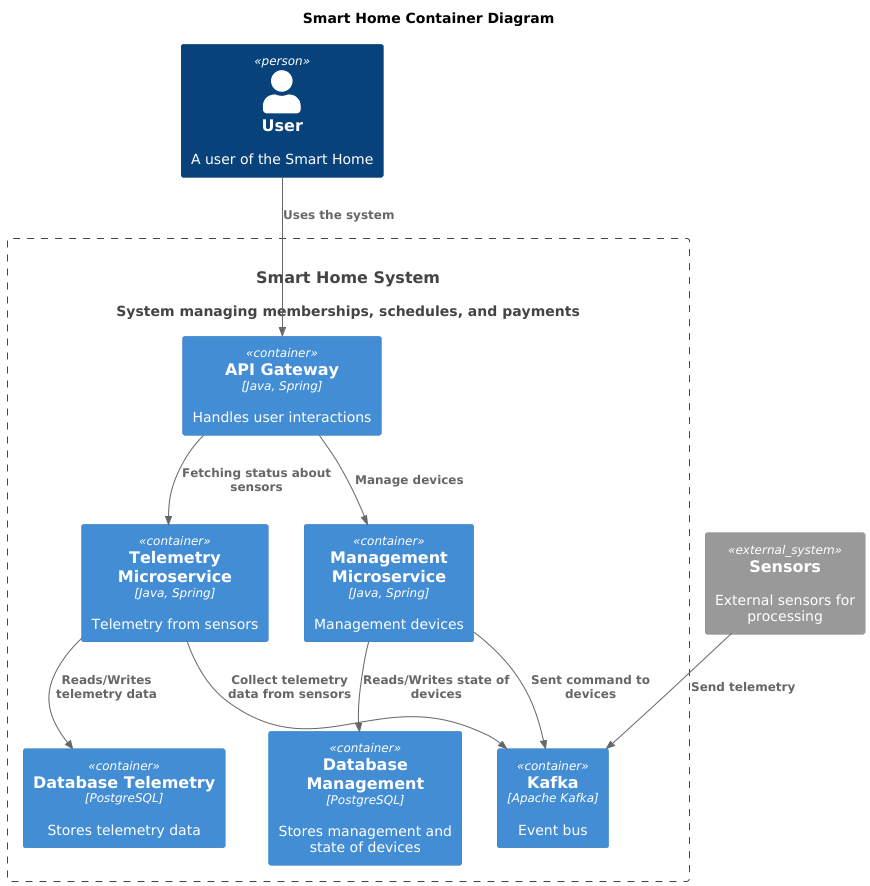 Smart Home Container Diagram
«person»
User
A user of the Smart Home
Uses the system
Smart Home System
System managing memberships, schedules, and payments
«container»
API Gateway
[Java, Spring]
Handles user interactions
Fetching status about
sensors
Manage devices
«container»
Telemetry
Microservice
[Java, Spring]
Telemetry from sensors
«container»
Management
Microservice
[Java, Spring]
Management devices
«external_system»
Sensors
External sensors for
processing
Reads/Writes
telemetry data
Collect telemetry
data from sensors
Reads/Writes state of
devices
Sent command to
devices
Send telemetry
«container»
Database Telemetry
[PostgreSQL]
Stores telemetry data
«container»
Database
Management
[PostgreSQL]
Stores management and
state of devices
«container»
Kafka
[Apache Kafka]
Event bus